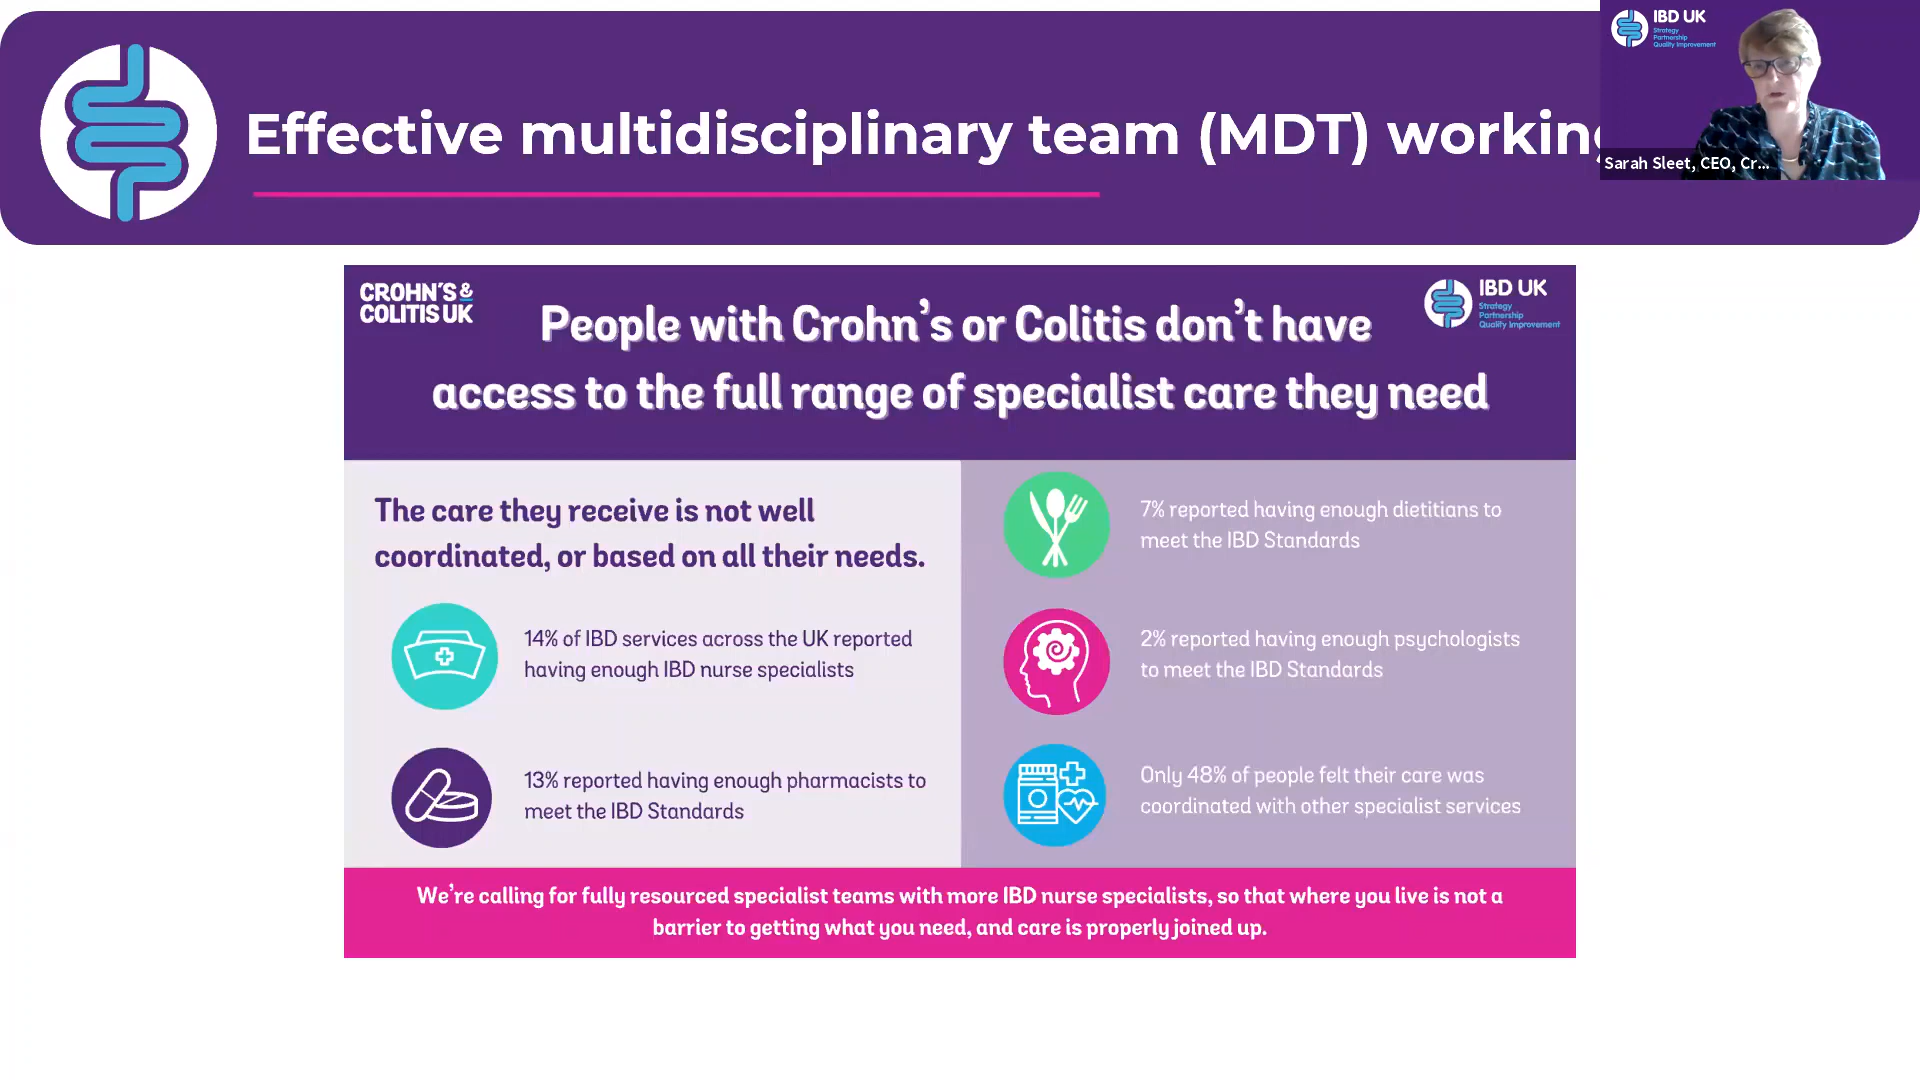 Effective multidisciplinary team (MDT) working
IBD UK
Strategy
Partnership
Quality Improvement
Sarah Sleet, CEO, Cr...
CROHN'S &
COLITIS UK
People with Crohn's or Colitis don't have
access to the full range of specialist care they need
IBD UK
Strategy
Partnership
Quality Improvement
The care they receive is not well
coordinated, or based on all their needs.
14% of IBD services across the UK reported
having enough IBD nurse specialists
13% reported having enough pharmacists to
meet the IBD Standards
7% reported having enough dietitians to
meet the IBD Standards
2% reported having enough psychologists
to meet the IBD Standards
Only 48% of people felt their care was
coordinated with other specialist services
We're calling for fully resourced specialist teams with more IBD nurse specialists, so that where you live is not a
barrier to getting what you need, and care is properly joined up.